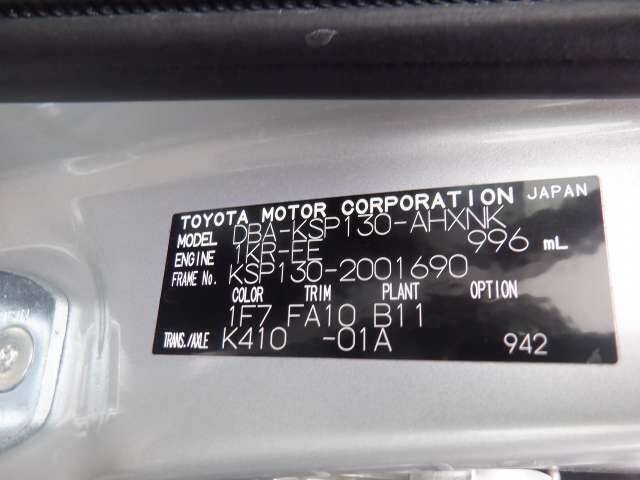 TOYOTA MOTOR CORPORATION JAPAN
MODEL DBA-KSP130-AHXNK
ENGINE 1KR-FE 996 mL
FRAME No. KSP130-2001690
COLOR TRIM PLANT OPTION
1F7 FA10 B11
TRANS./AXLE K410 -01A 942